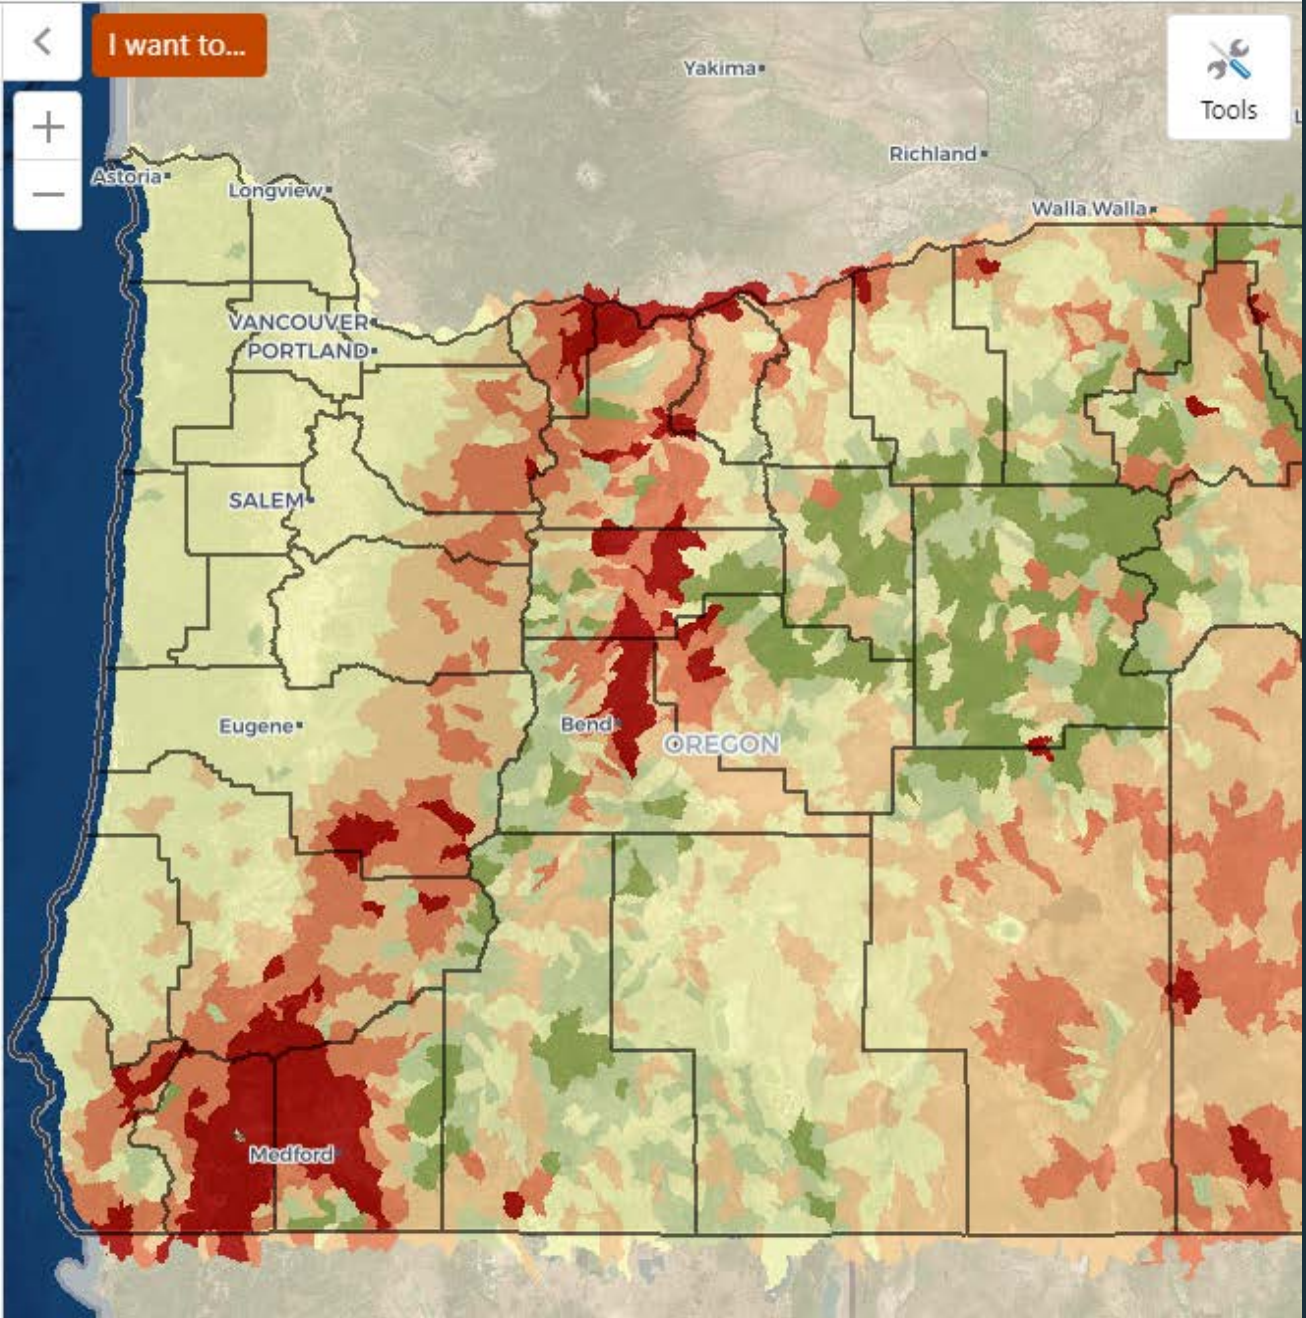 I want to...
Tools
Yakima
Richland
Walla Walla
L
Astoria
Longview
VANCOUVER
PORTLAND
SALEM
Eugene
Bend
OREGON
Medford